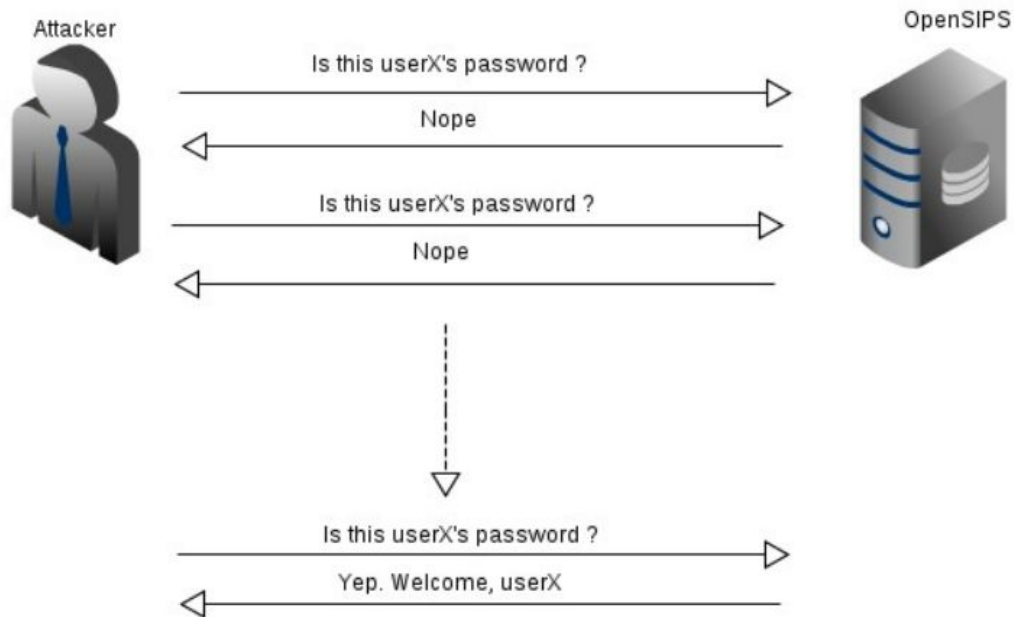 Attacker
OpenSIPS
Is this userX's password ?
Nope
Is this userX's password ?
Nope
Is this userX's password ?
Yep. Welcome, userX